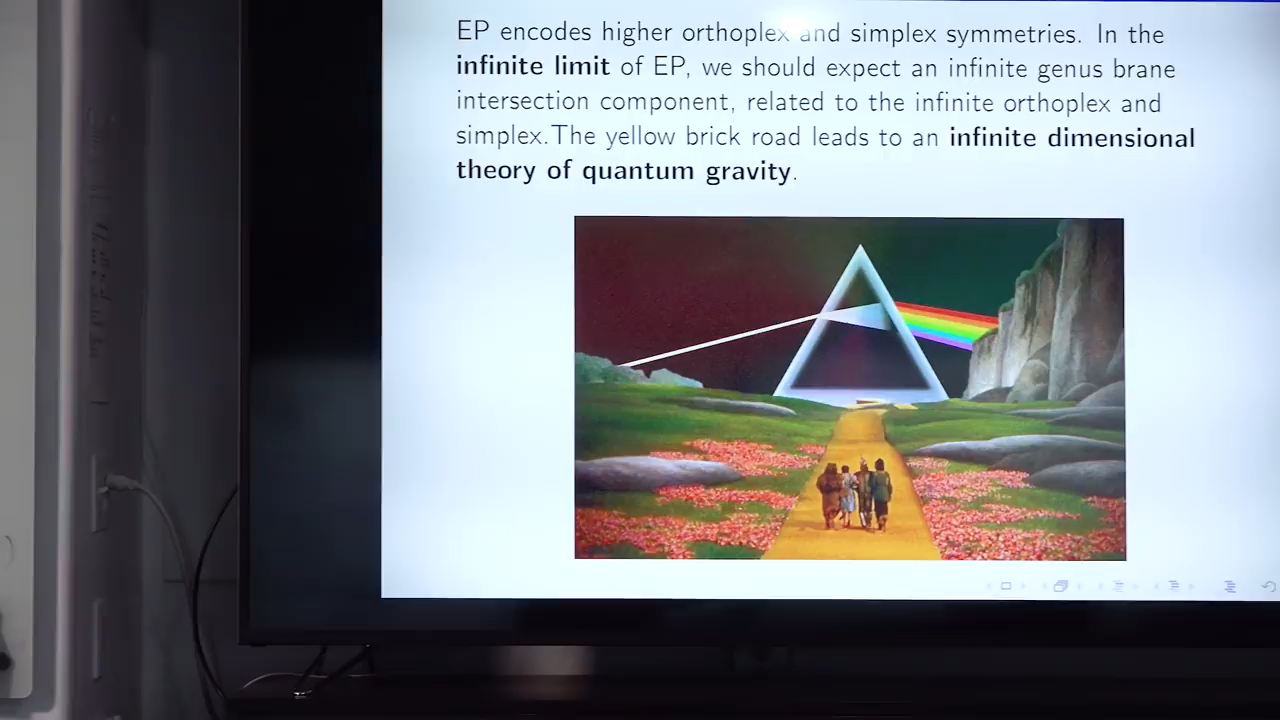 EP encodes higher orthoplex and simplex symmetries. In the
infinite limit of EP, we should expect an infinite genus brane
intersection component, related to the infinite orthoplex and
simplex.The yellow brick road leads to an infinite dimensional
theory of quantum gravity.